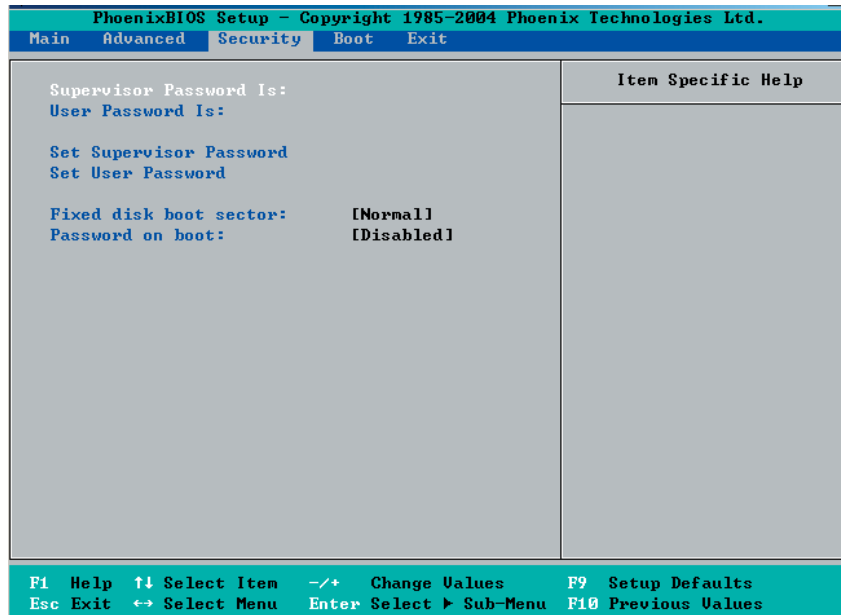 PhoenixBIOS Setup - Copyright 1985-2004 Phoenix Technologies Ltd.
Main Advanced Security Boot Exit
Item Specific Help
Supervisor Password Is:
User Password Is:
Set Supervisor Password
Set User Password
Fixed disk boot sector: [Normal]
Password on boot: [Disabled]
F1 Help ↑↓ Select Item -/+ Change Values F9 Setup Defaults
Esc Exit ↔ Select Menu Enter Select ▶ Sub-Menu F10 Previous Values